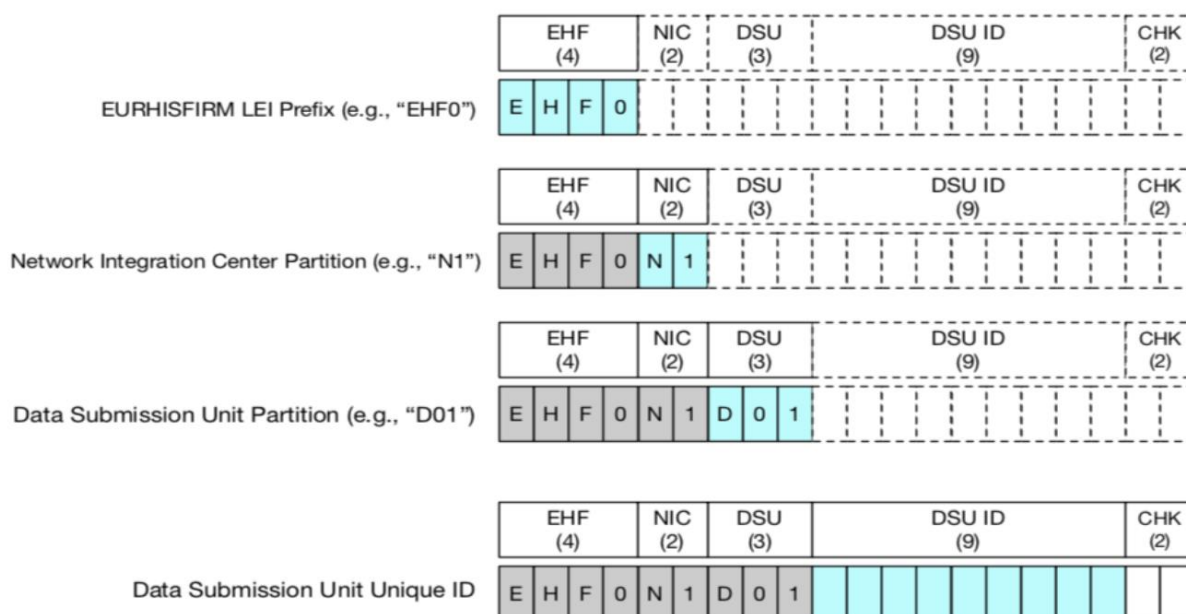 EHF NIC DSU DSU ID CHK
(4) (2) (3) (9) (2)
EURHISFIRM LEI Prefix (e.g., “EHF0”) E H F 0
EHF NIC DSU DSU ID CHK
(4) (2) (3) (9) (2)
Network Integration Center Partition (e.g., “N1”) E H F 0 N 1
EHF NIC DSU DSU ID CHK
(4) (2) (3) (9) (2)
Data Submission Unit Partition (e.g., “D01”) E H F 0 N 1 D 0 1
EHF NIC DSU DSU ID CHK
(4) (2) (3) (9) (2)
Data Submission Unit Unique ID E H F 0 N 1 D 0 1